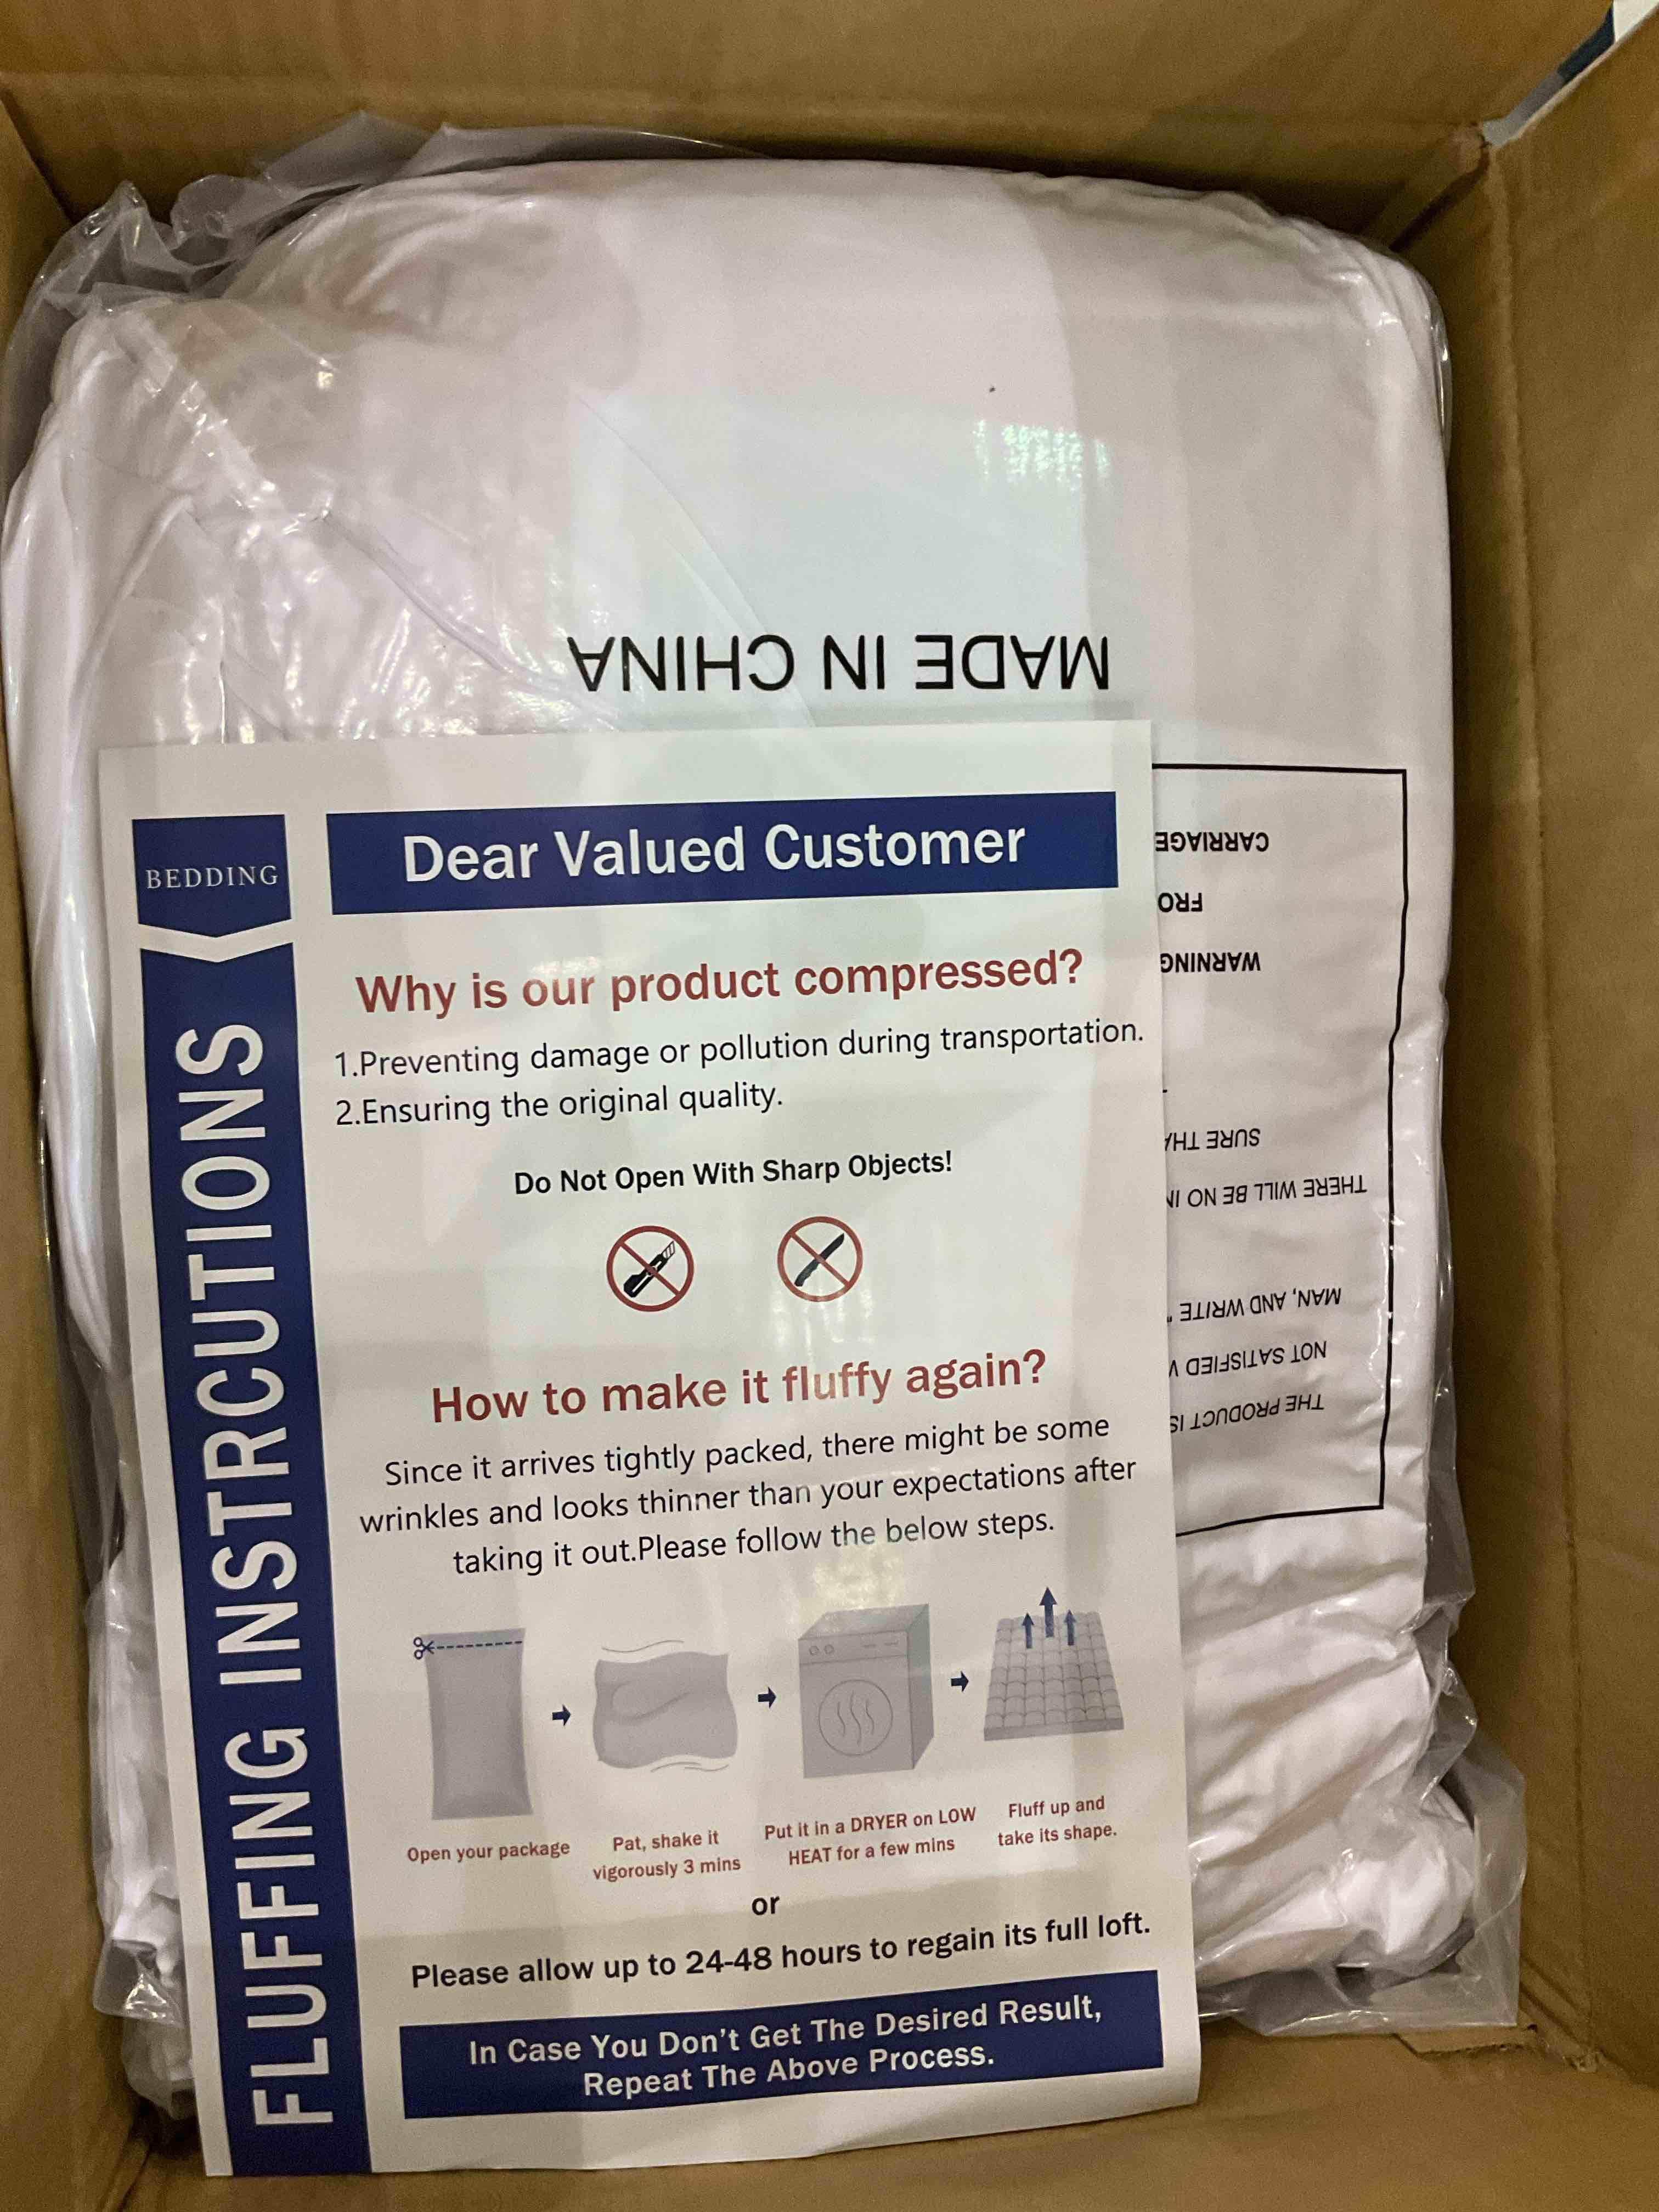 MADE IN CHINA
BEDDING
FLUFFING INSTRCUTIONS
Dear Valued Customer
Why is our product compressed?
1.Preventing damage or pollution during transportation.
2.Ensuring the original quality.
Do Not Open With Sharp Objects!
How to make it fluffy again?
Since it arrives tightly packed, there might be some
wrinkles and looks thinner than your expectations after
taking it out.Please follow the below steps.
Open your package
Pat, shake it
vigorously 3 mins
Put it in a DRYER on LOW
HEAT for a few mins
Fluff up and
take its shape.
or
Please allow up to 24-48 hours to regain its full loft.
In Case You Don't Get The Desired Result,
Repeat The Above Process.
THE PRODUCT IS
NOT SATISFIED
MAN, AND WRITE "
THERE WILL BE NO
SURE
WARNING
FRO
CARRIAGE